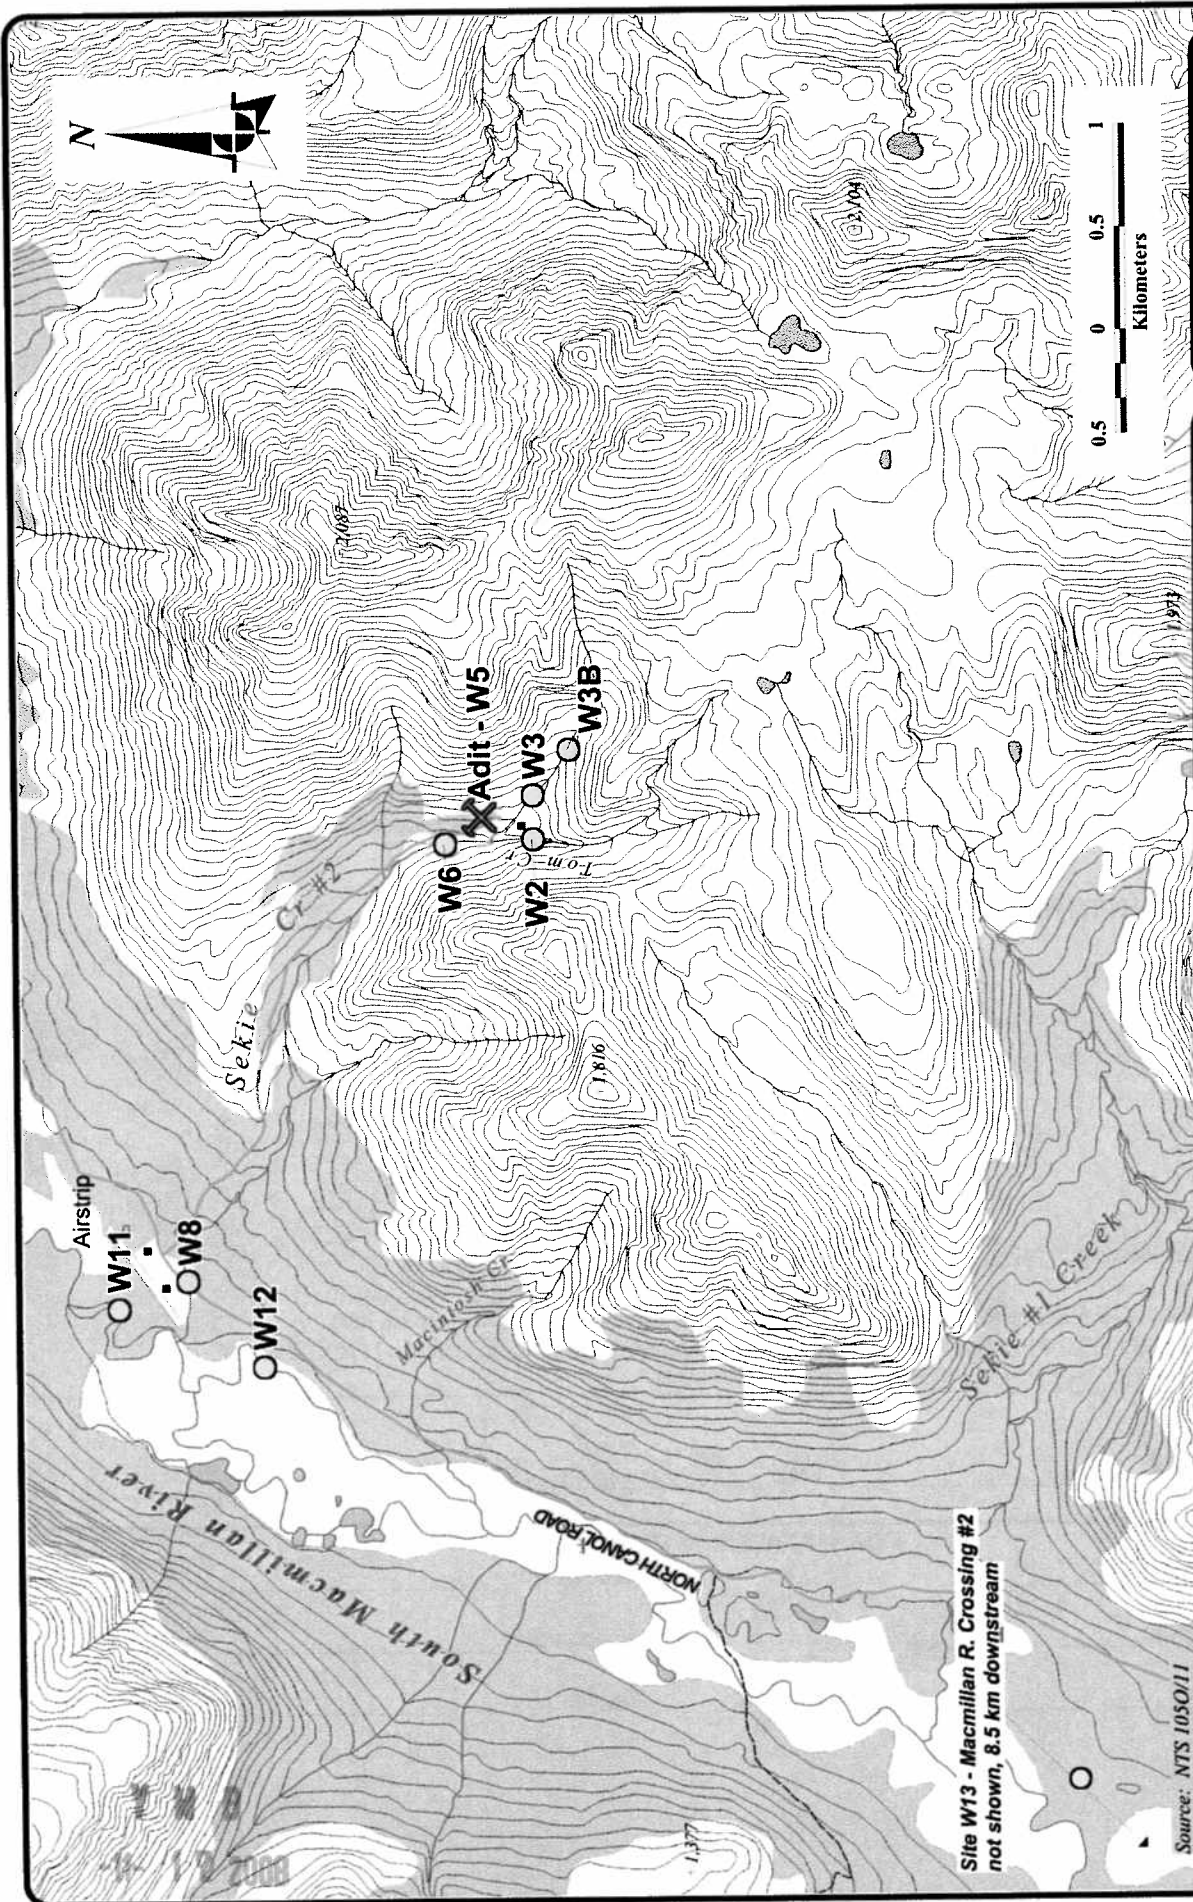 N
Airstrip
W11
W8
W12
Sekie
Cr #2
W6
Adit - W5
W2
W3
W3B
Tom Cr
Macintosh Cr
South Macmillan River
NORTH CANOL ROAD
Sekie #1 Creek
2,087
2,104
1,816
1,973
1,377
0.5 0 0.5 1
Kilometers
Site W13 - Macmillan R. Crossing #2
not shown, 8.5 km downstream
Source: NTS 105O/11
Y W B